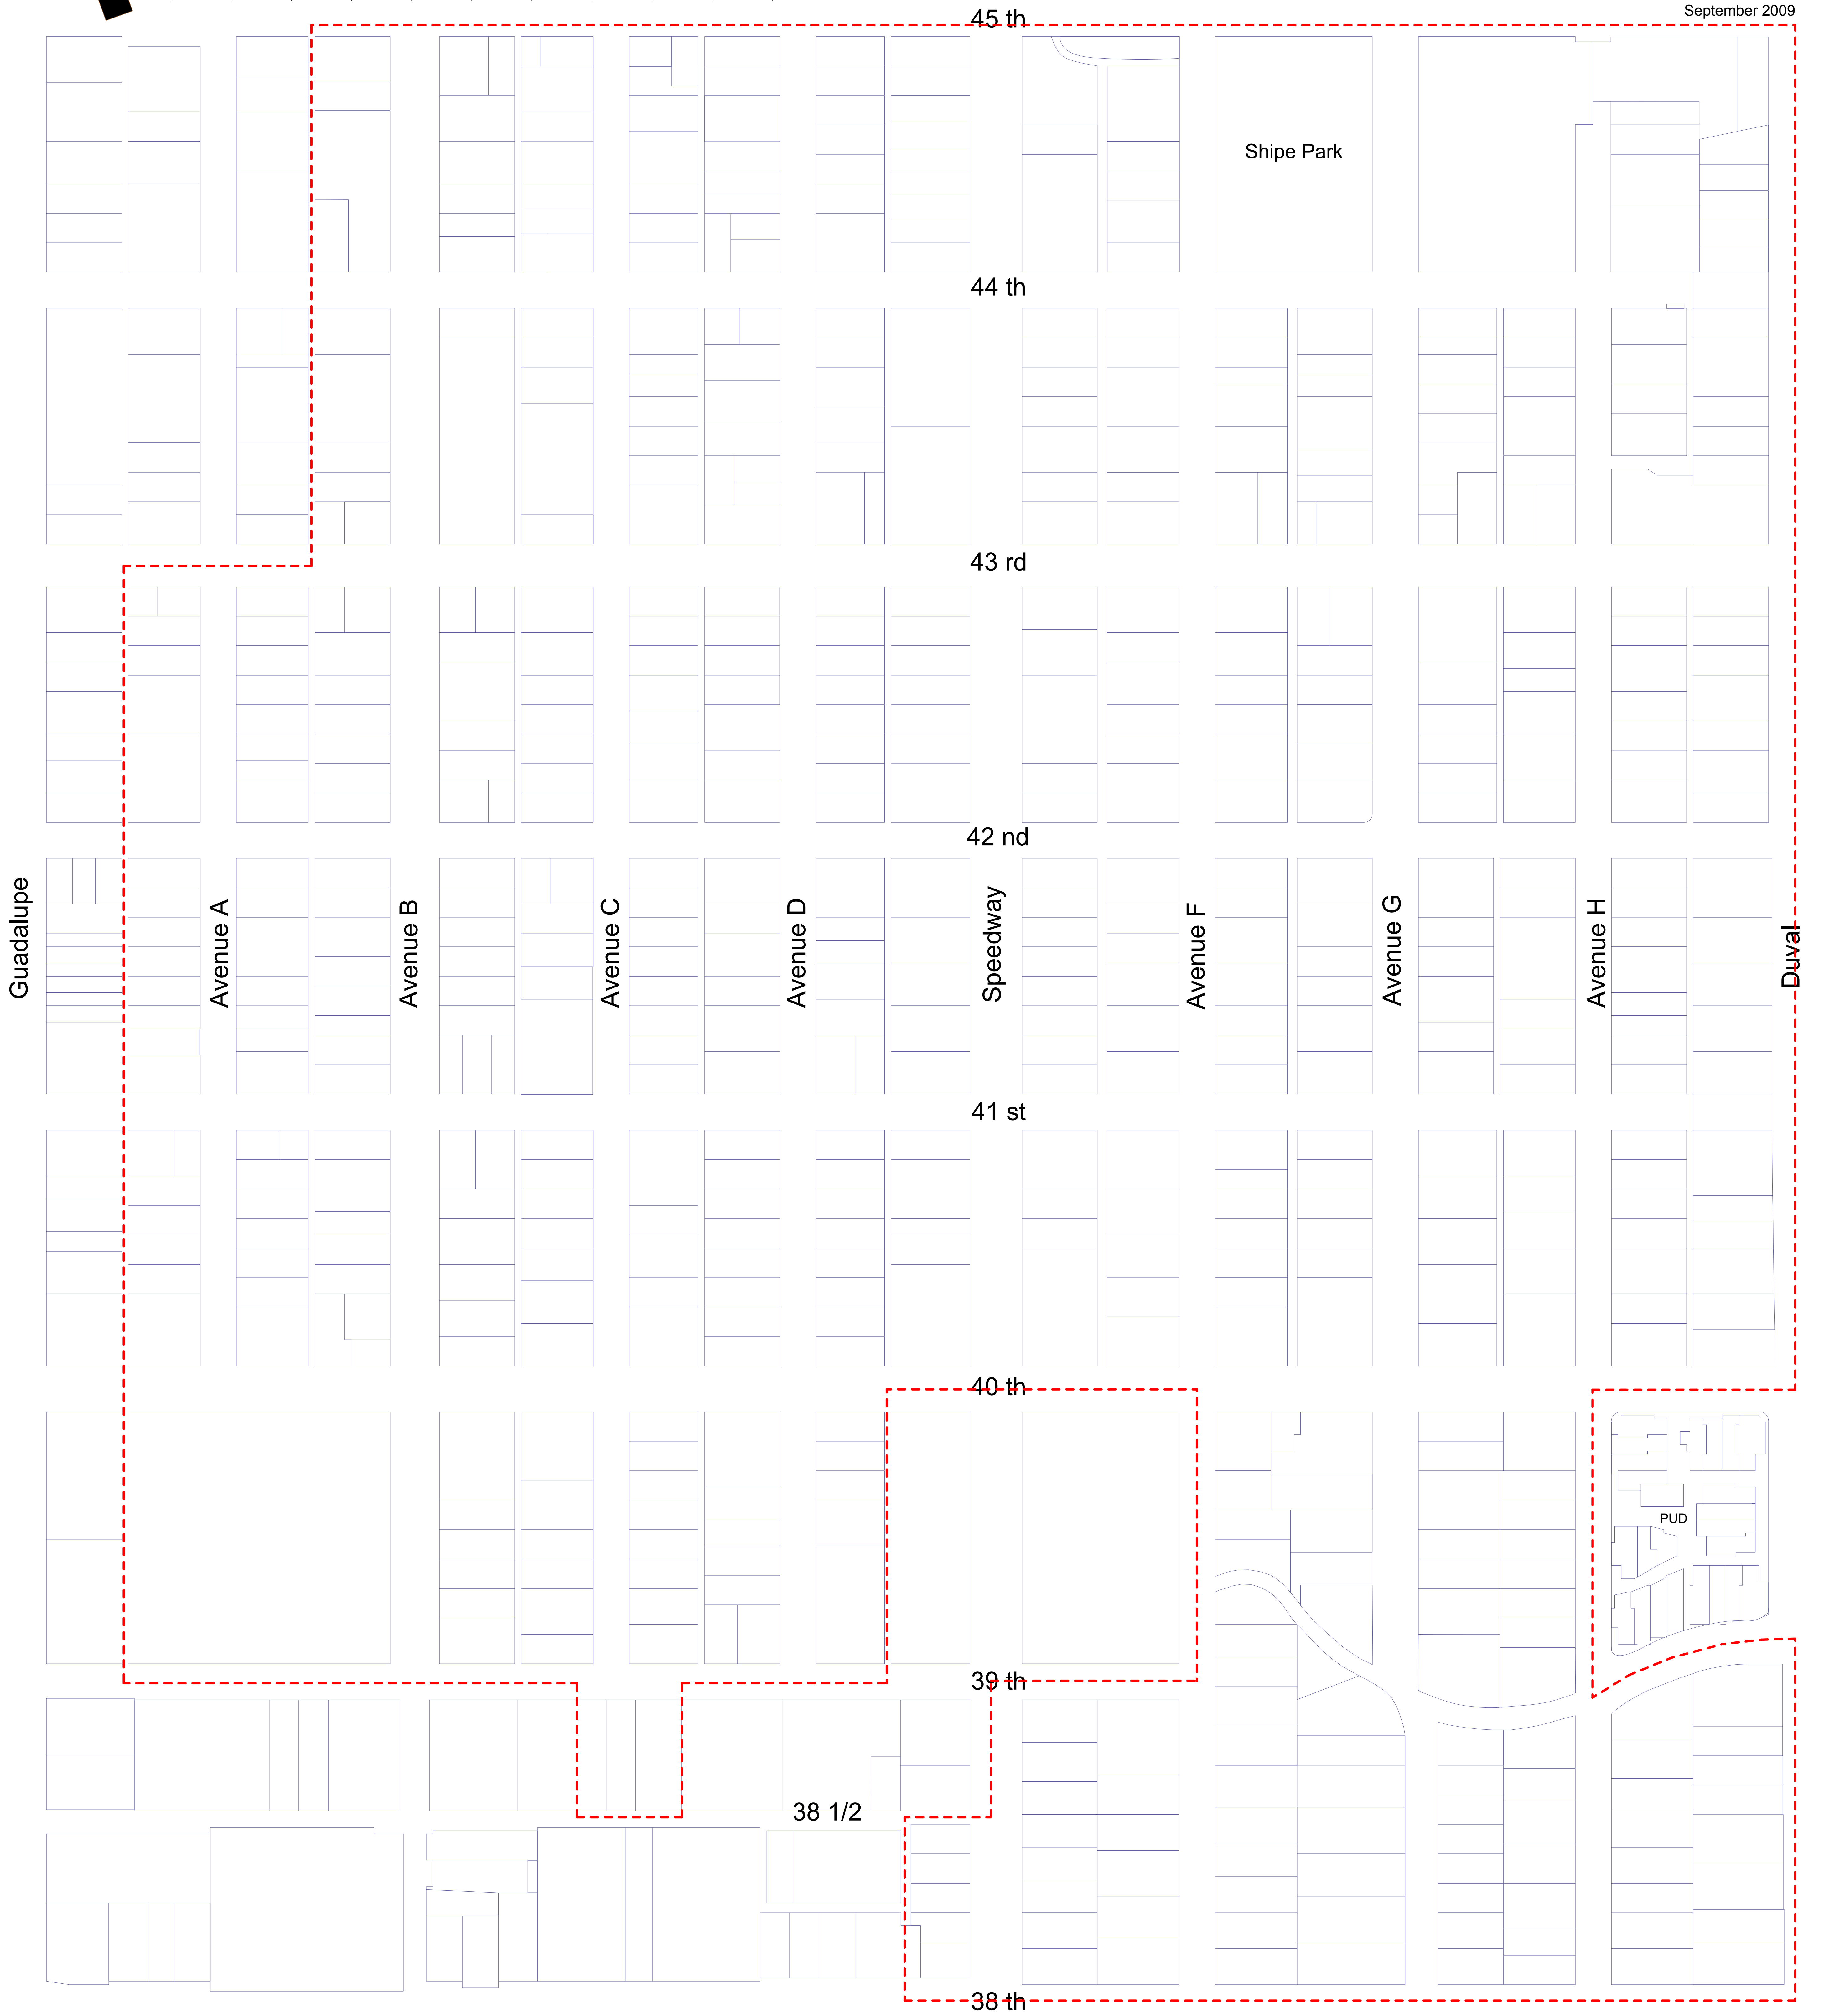 September 2009
45 th
Shipe Park
44 th
43 rd
42 nd
Guadalupe
Avenue A
Avenue B
Avenue C
Avenue D
Speedway
Avenue F
Avenue G
Avenue H
Duval
41 st
40 th
PUD
39 th
38 1/2
38 th